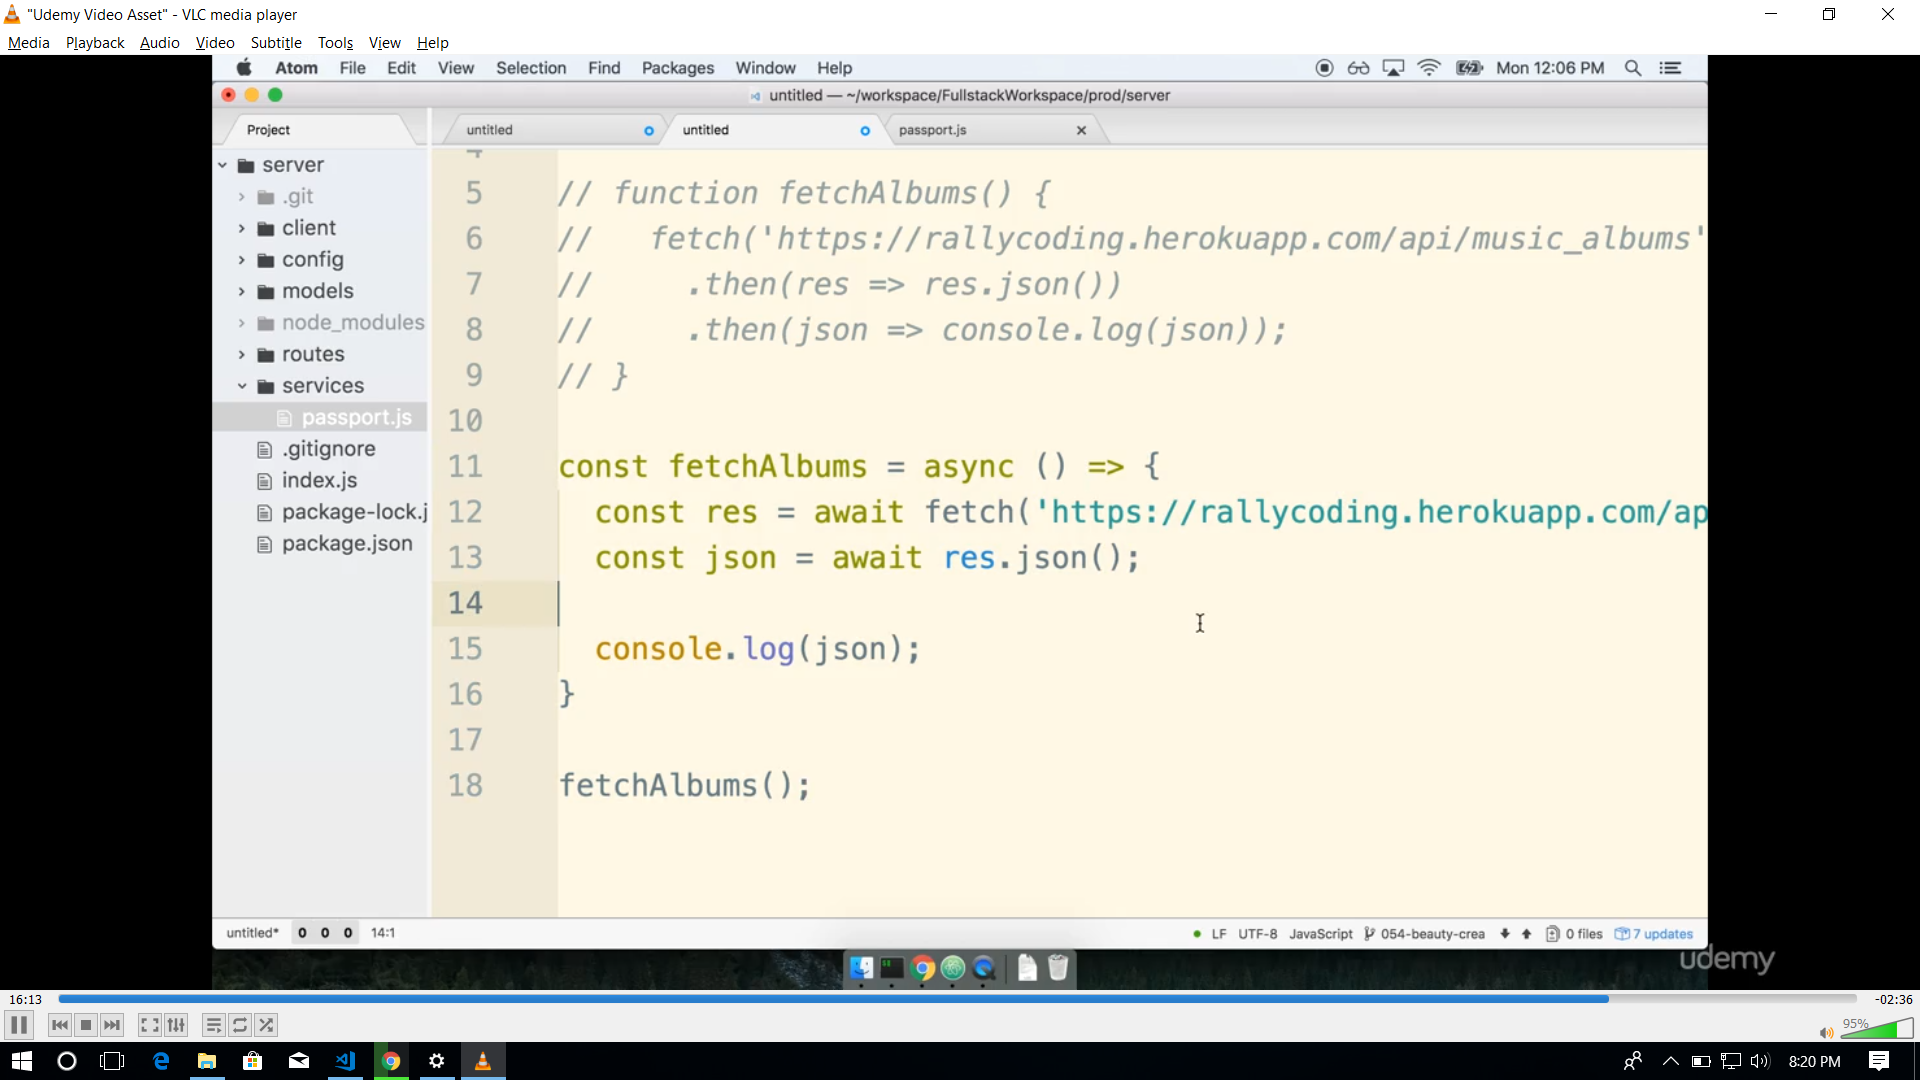 "Udemy Video Asset" - VLC media player
Media Playback Audio Video Subtitle Tools View Help
Atom File Edit View Selection Find Packages Window Help Mon 12:06 PM
untitled — ~/workspace/FullstackWorkspace/prod/server
Project untitled untitled passport.js
server
.git
client
config
models
node_modules
routes
services
passport.js
.gitignore
index.js
package-lock.j
package.json
4
5 // function fetchAlbums() {
6 //   fetch('https://rallycoding.herokuapp.com/api/music_albums'
7 //     .then(res => res.json())
8 //     .then(json => console.log(json));
9 // }
10
11 const fetchAlbums = async () => {
12   const res = await fetch('https://rallycoding.herokuapp.com/ap
13   const json = await res.json();
14
15   console.log(json);
16 }
17
18 fetchAlbums();
untitled* 0 0 0 14:1 LF UTF-8 JavaScript 054-beauty-crea 0 files 7 updates
udemy
16:13 -02:36
95%
8:20 PM